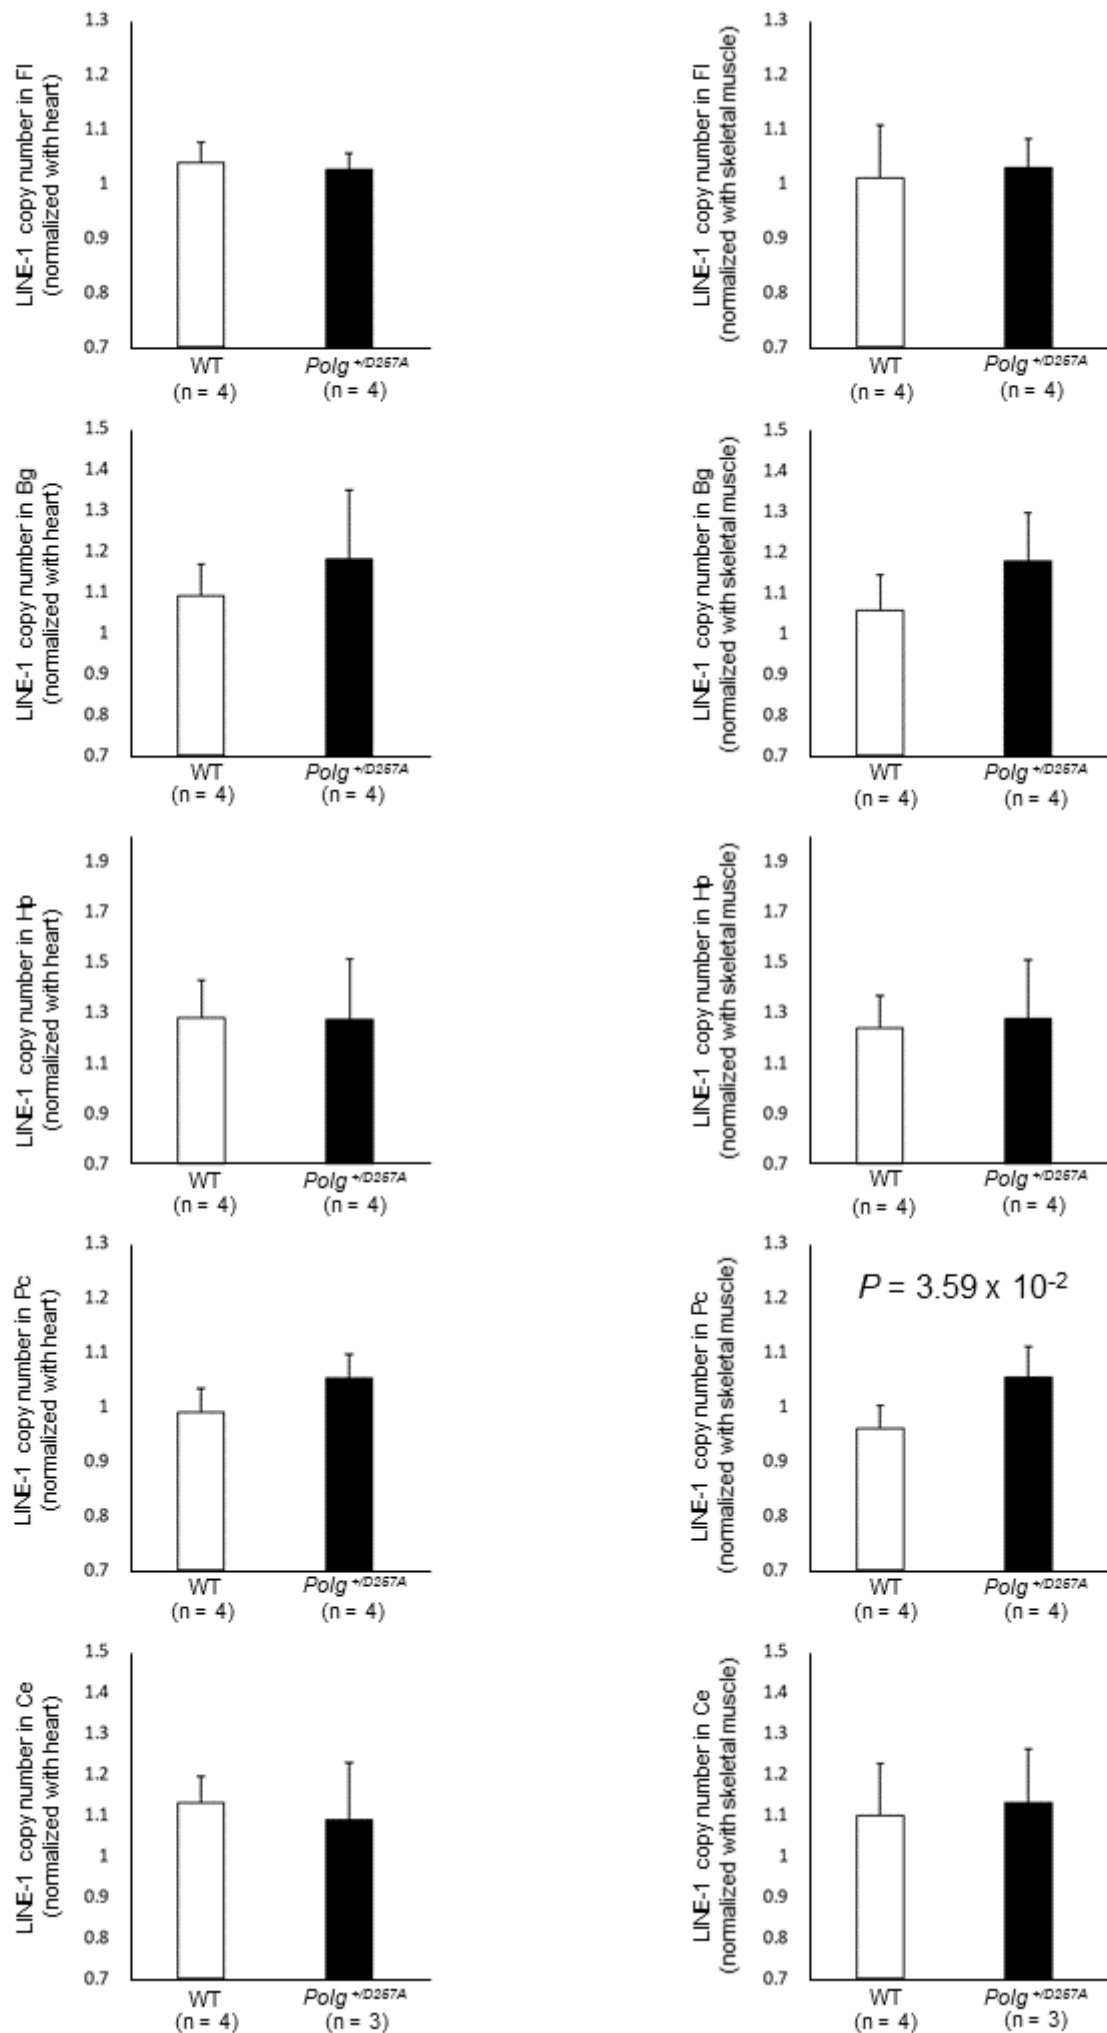 LINE-1 copy number in Fl
(normalized with heart)
1.3
1.2
1.1
1
0.9
0.8
0.7
WT
(n = 4)
Polg +/D257A
(n = 4)
LINE-1 copy number in Fl
(normalized with skeletal muscle)
1.3
1.2
1.1
1
0.9
0.8
0.7
WT
(n = 4)
Polg +/D257A
(n = 4)
LINE-1 copy number in Bg
(normalized with heart)
1.5
1.4
1.3
1.2
1.1
1
0.9
0.8
0.7
WT
(n = 4)
Polg +/D257A
(n = 4)
LINE-1 copy number in Bg
(normalized with skeletal muscle)
1.5
1.4
1.3
1.2
1.1
1
0.9
0.8
0.7
WT
(n = 4)
Polg +/D257A
(n = 4)
LINE-1 copy number in Hp
(normalized with heart)
1.9
1.7
1.5
1.3
1.1
0.9
0.7
WT
(n = 4)
Polg +/D257A
(n = 4)
LINE-1 copy number in Hp
(normalized with skeletal muscle)
1.9
1.7
1.5
1.3
1.1
0.9
0.7
WT
(n = 4)
Polg +/D257A
(n = 4)
LINE-1 copy number in Pc
(normalized with heart)
1.3
1.2
1.1
1
0.9
0.8
0.7
WT
(n = 4)
Polg +/D257A
(n = 4)
LINE-1 copy number in Pc
(normalized with skeletal muscle)
1.3
1.2
1.1
1
0.9
0.8
0.7
P = 3.59 x 10-2
WT
(n = 4)
Polg +/D257A
(n = 4)
LINE-1 copy number in Ce
(normalized with heart)
1.5
1.4
1.3
1.2
1.1
1
0.9
0.8
0.7
WT
(n = 4)
Polg +/D257A
(n = 3)
LINE-1 copy number in Ce
(normalized with skeletal muscle)
1.5
1.4
1.3
1.2
1.1
1
0.9
0.8
0.7
WT
(n = 4)
Polg +/D257A
(n = 3)